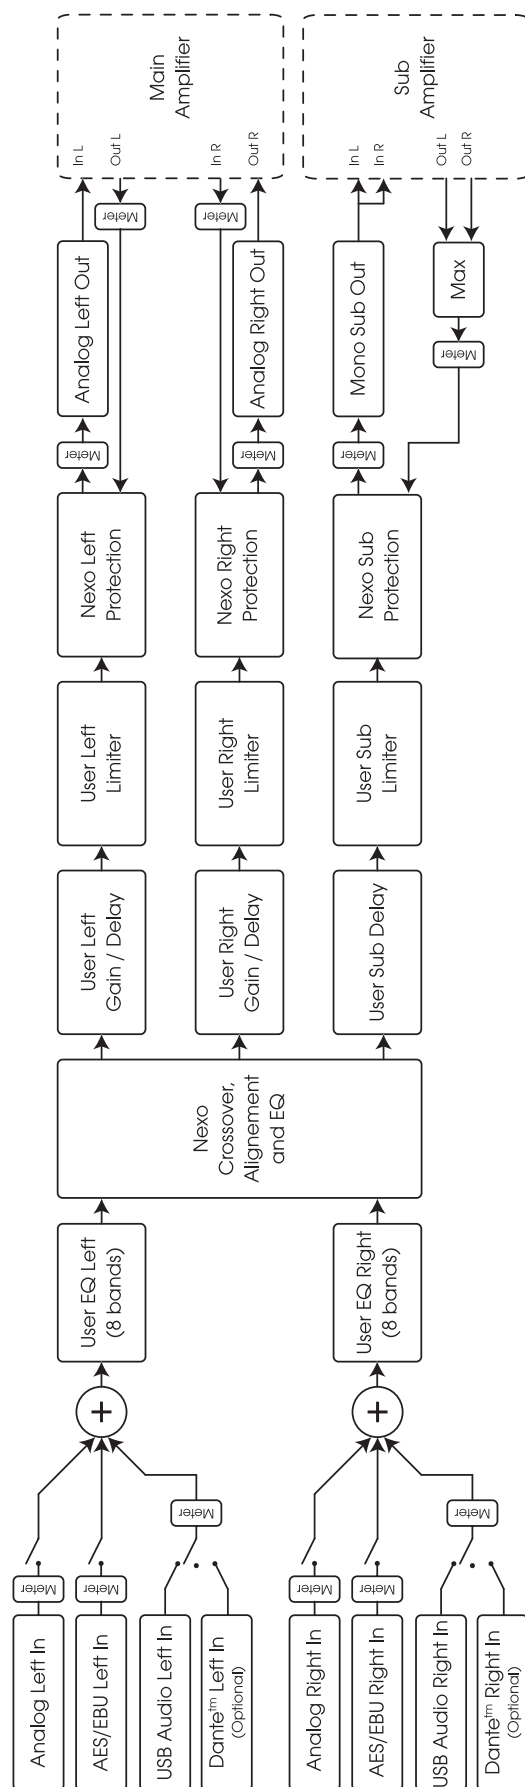 Analog Left In
Meter
AES/EBU Left In
Meter
USB Audio Left In
Meter
Dante™ Left In
(Optional)
Analog Right In
Meter
AES/EBU Right In
Meter
USB Audio Right In
Meter
Dante™ Right In
(Optional)
+
+
User EQ Left
(8 bands)
User EQ Right
(8 bands)
Nexo
Crossover,
Alignement
and EQ
User Left
Gain / Delay
User Right
Gain / Delay
User Sub Delay
User Left
Limiter
User Right
Limiter
User Sub
Limiter
Nexo Left
Protection
Nexo Right
Protection
Nexo Sub
Protection
Meter
Analog Left Out
Meter
Meter
Meter
Analog Right Out
Meter
Mono Sub Out
Meter
Max
In L
Out L
In R
Out R
Main
Amplifier
In L
In R
Out L
Out R
Sub
Amplifier